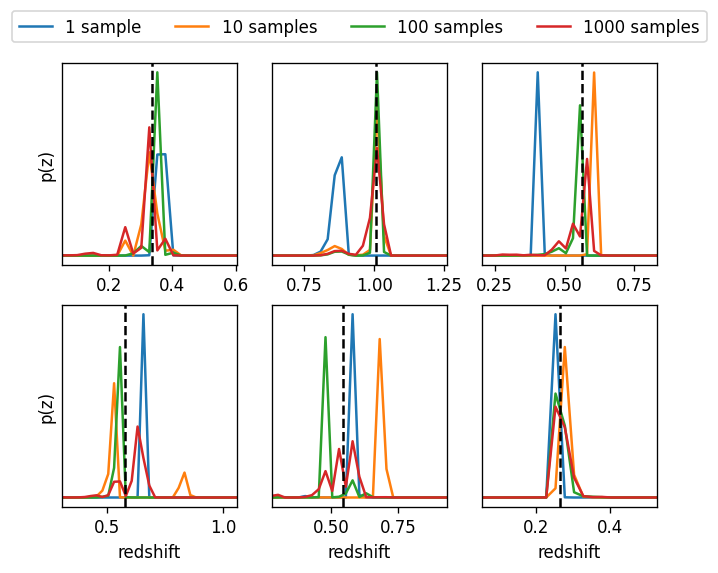 1 sample 10 samples 100 samples 1000 samples
p(z)
0.2 0.4 0.6 0.75 1.00 1.25 0.25 0.50 0.75
p(z)
0.5 1.0 0.50 0.75 0.2 0.4
redshift redshift redshift